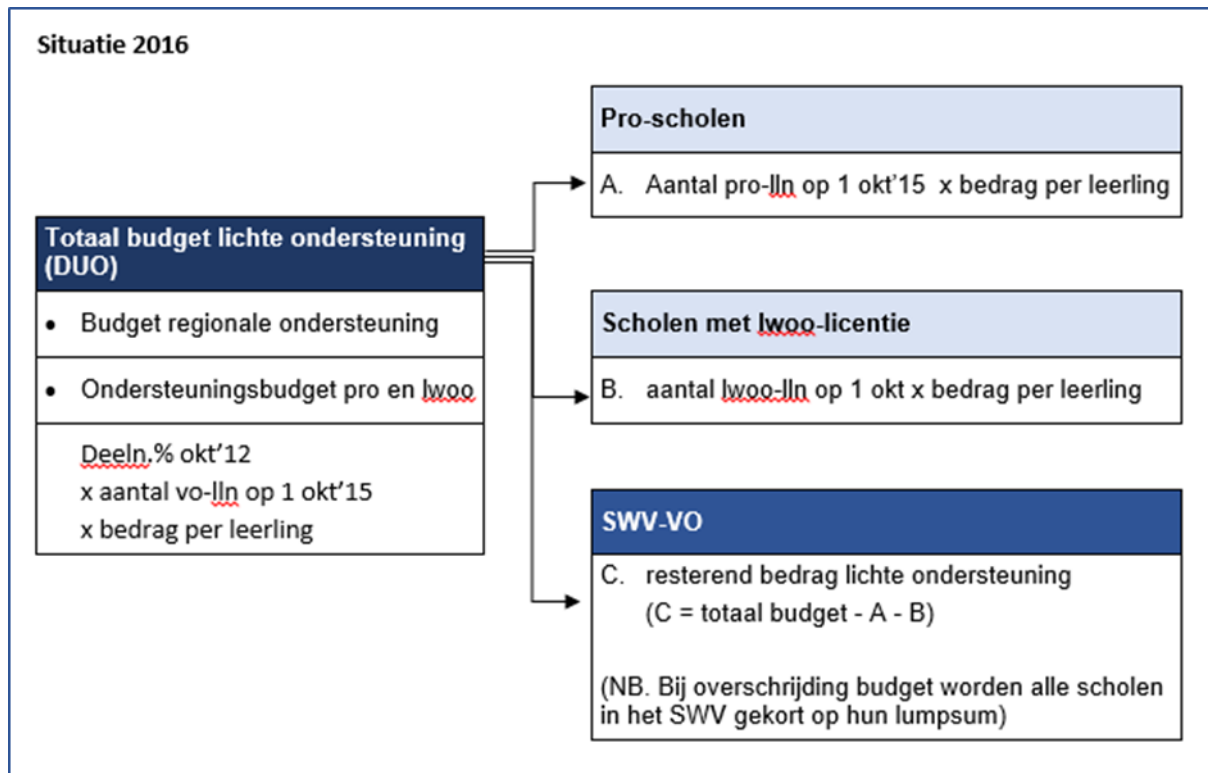 Situatie 2016
Totaal budget lichte ondersteuning
(DUO)
• Budget regionale ondersteuning
• Ondersteuningsbudget pro en lwoo
Deeln.% okt’12
x aantal vo-lln op 1 okt’15
x bedrag per leerling
Pro-scholen
A. Aantal pro-lln op 1 okt’15 x bedrag per leerling
Scholen met lwoo-licentie
B. aantal lwoo-lln op 1 okt x bedrag per leerling
SWV-VO
C. resterend bedrag lichte ondersteuning
(C = totaal budget - A - B)
(NB. Bij overschrijding budget worden alle scholen
in het SWV gekort op hun lumpsum)